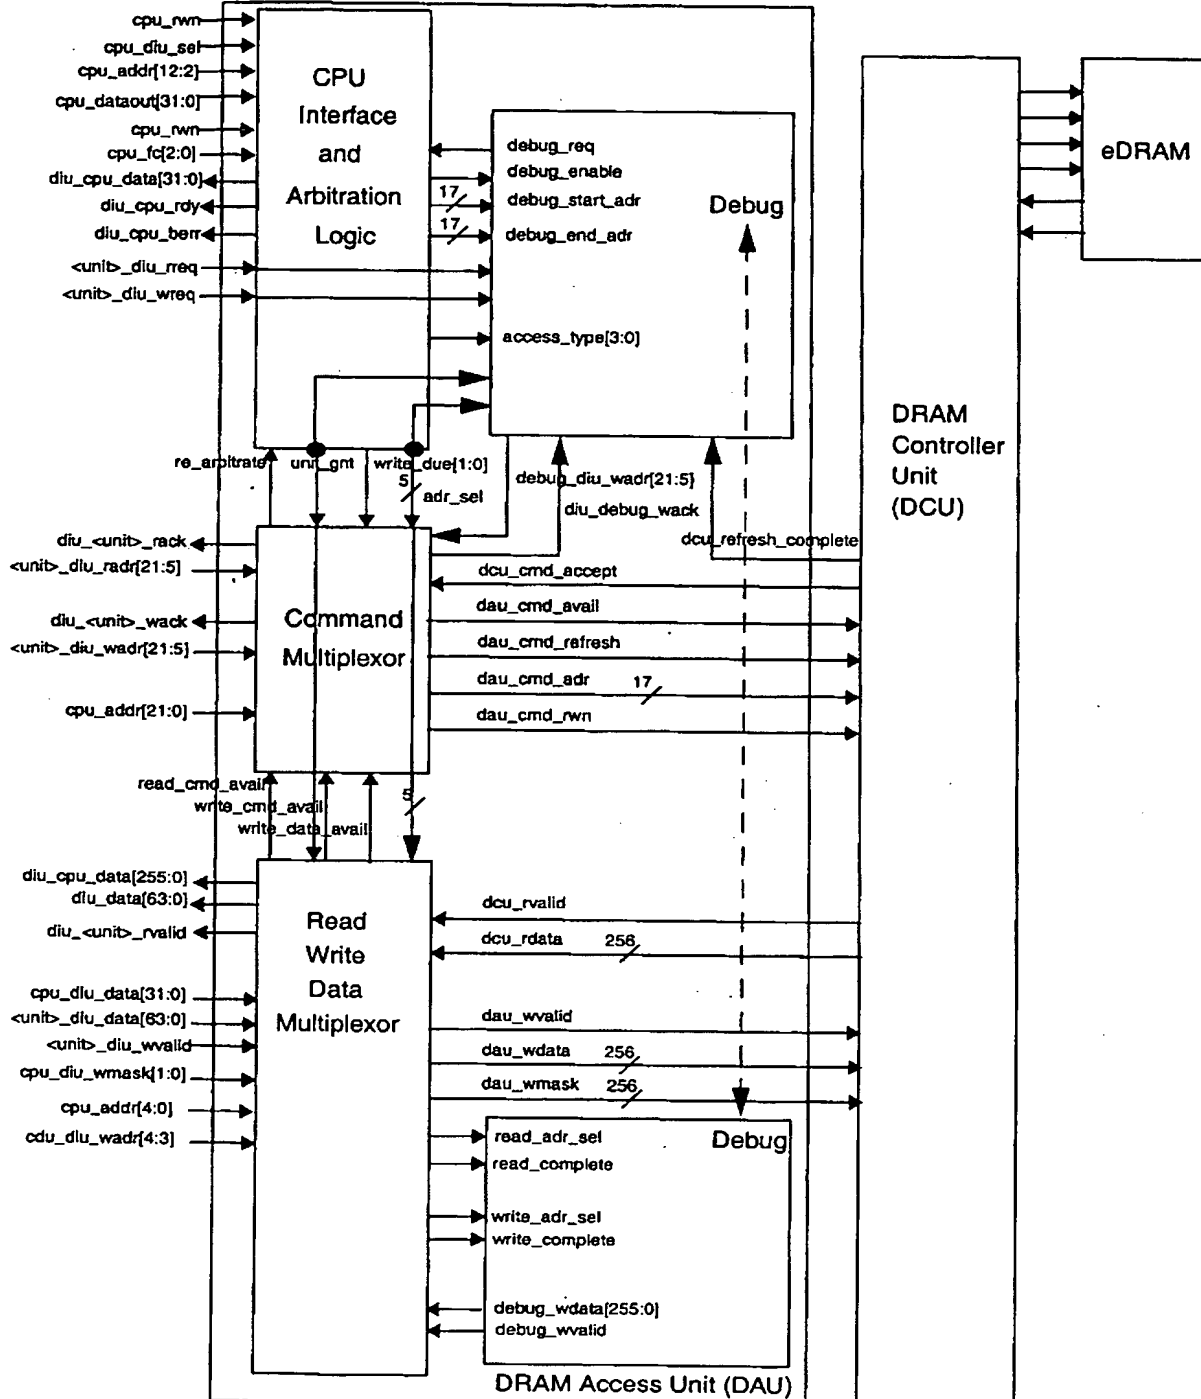 cpu_rwn
cpu_diu_sel
cpu_addr[12:2]
cpu_dataout[31:0]
cpu_rwn
cpu_fc[2:0]
diu_cpu_data[31:0]
diu_cpu_rdy
diu_cpu_berr
<unit>_diu_rreq
<unit>_diu_wreq
CPU
Interface
and
Arbitration
Logic
debug_req
debug_enable
17
debug_start_adr
17
debug_end_adr
access_type[3:0]
Debug
eDRAM
DRAM
Controller
Unit
(DCU)
re_arbitrate
unit_gnt
write_due[1:0]
5
adr_sel
debug_diu_wadr[21:5]
diu_debug_wack
dcu_refresh_complete
diu_<unit>_rack
<unit>_diu_radr[21:5]
diu_<unit>_wack
<unit>_diu_wadr[21:5]
cpu_addr[21:0]
Command
Multiplexor
dcu_cmd_accept
dau_cmd_avail
dau_cmd_refresh
dau_cmd_adr
17
dau_cmd_rwn
read_cmd_avail
write_cmd_avail
write_data_avail
5
diu_cpu_data[255:0]
diu_data[63:0]
diu_<unit>_rvalid
cpu_diu_data[31:0]
<unit>_diu_data[63:0]
<unit>_diu_wvalid
cpu_diu_wmask[1:0]
cpu_addr[4:0]
cdu_diu_wadr[4:3]
Read
Write
Data
Multiplexor
dcu_rvalid
dcu_rdata
256
dau_wvalid
dau_wdata
256
dau_wmask
256
read_adr_sel
Debug
read_complete
write_adr_sel
write_complete
debug_wdata[255:0]
debug_wvalid
DRAM Access Unit (DAU)